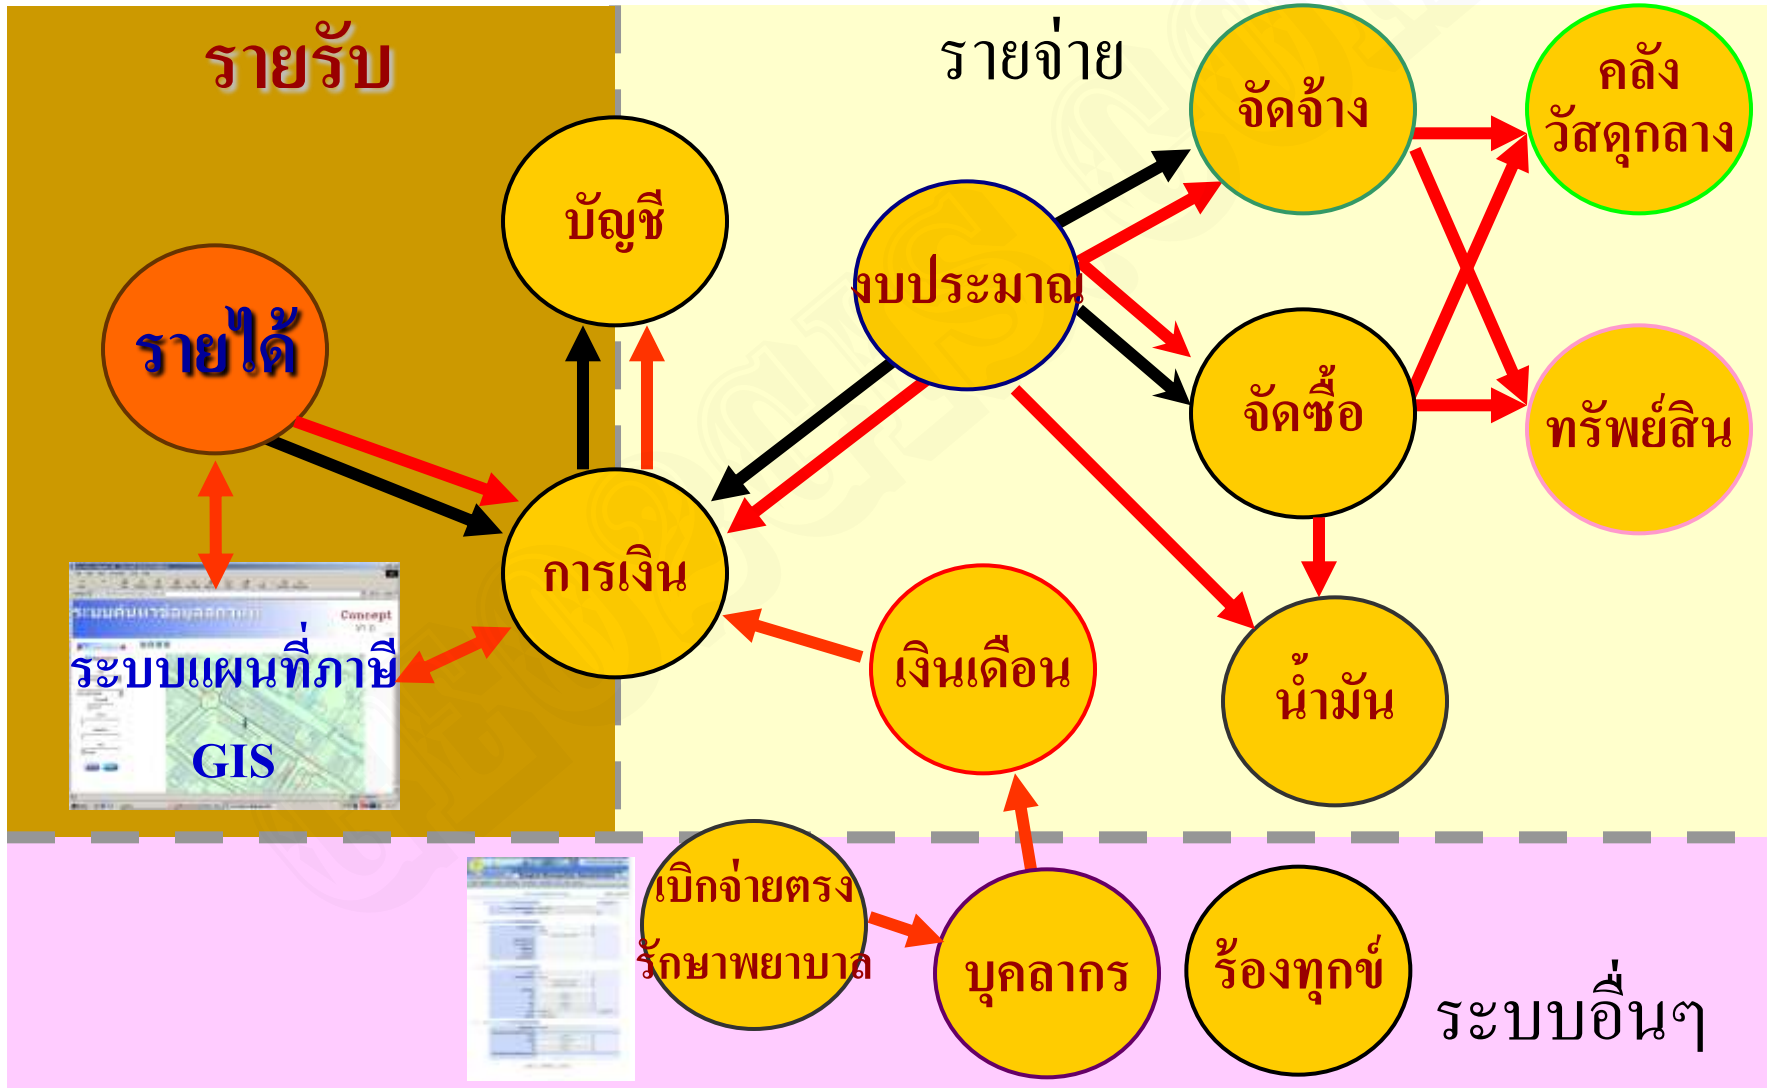 รายรับ
รายจ่าย
จัดจ้าง
คลัง
วัสดุกลาง
บัญชี
งบประมาณ
รายได้
จัดซื้อ
ทรัพย์สิน
การเงิน
Concept
ระบบแผนที่ภาษี
GIS
เงินเดือน
น้ำมัน
เบิกจ่ายตรง
รักษาพยาบาล
บุคลากร
ร้องทุกข์
ระบบอื่นๆ